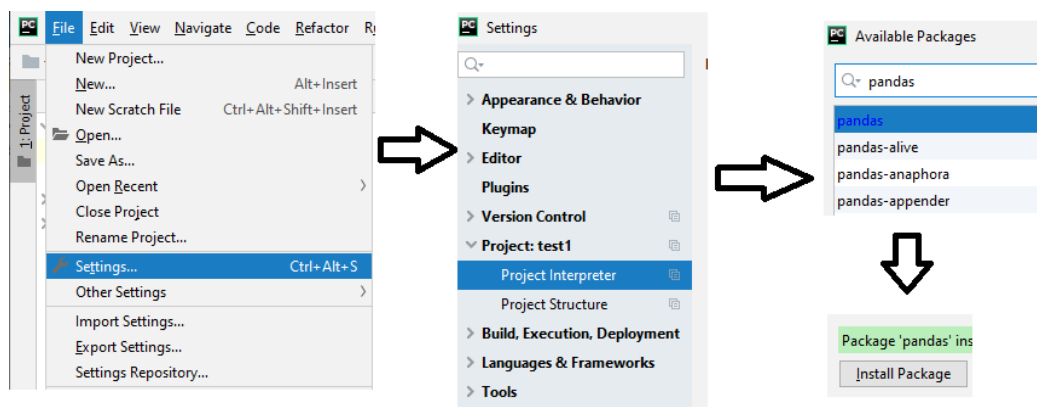 PC File Edit View Navigate Code Refactor
New Project...
New... Alt+Insert
New Scratch File Ctrl+Alt+Shift+Insert
Open...
Save As...
Open Recent
Close Project
Rename Project...
Settings... Ctrl+Alt+S
Other Settings
Import Settings...
Export Settings...
Settings Repository...
1: Project
PC Settings
Appearance & Behavior
Keymap
Editor
Plugins
Version Control
Project: test1
Project Interpreter
Project Structure
Build, Execution, Deployment
Languages & Frameworks
Tools
PC Available Packages
pandas
pandas
pandas-alive
pandas-anaphora
pandas-appender
Package 'pandas' ins
Install Package